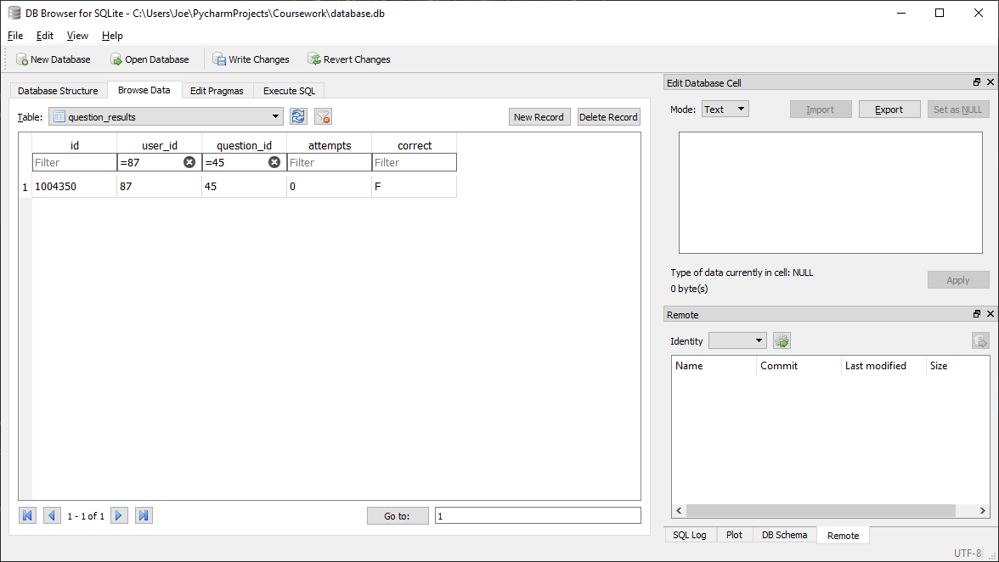 DB Browser for SQLite - C:\Users\Joe\PycharmProjects\Coursework\database.db
File Edit View Help
New Database Open Database Write Changes Revert Changes
Database Structure Browse Data Edit Pragmas Execute SQL
Table: question_results New Record Delete Record
id user_id question_id attempts correct
Filter =87 =45 Filter Filter
1 1004350 87 45 0 F
1 - 1 of 1 Go to: 1
Edit Database Cell
Mode: Text Import Export Set as NULL
Type of data currently in cell: NULL
0 byte(s)
Apply
Remote
Identity
Name Commit Last modified Size
SQL Log Plot DB Schema Remote
UTF-8